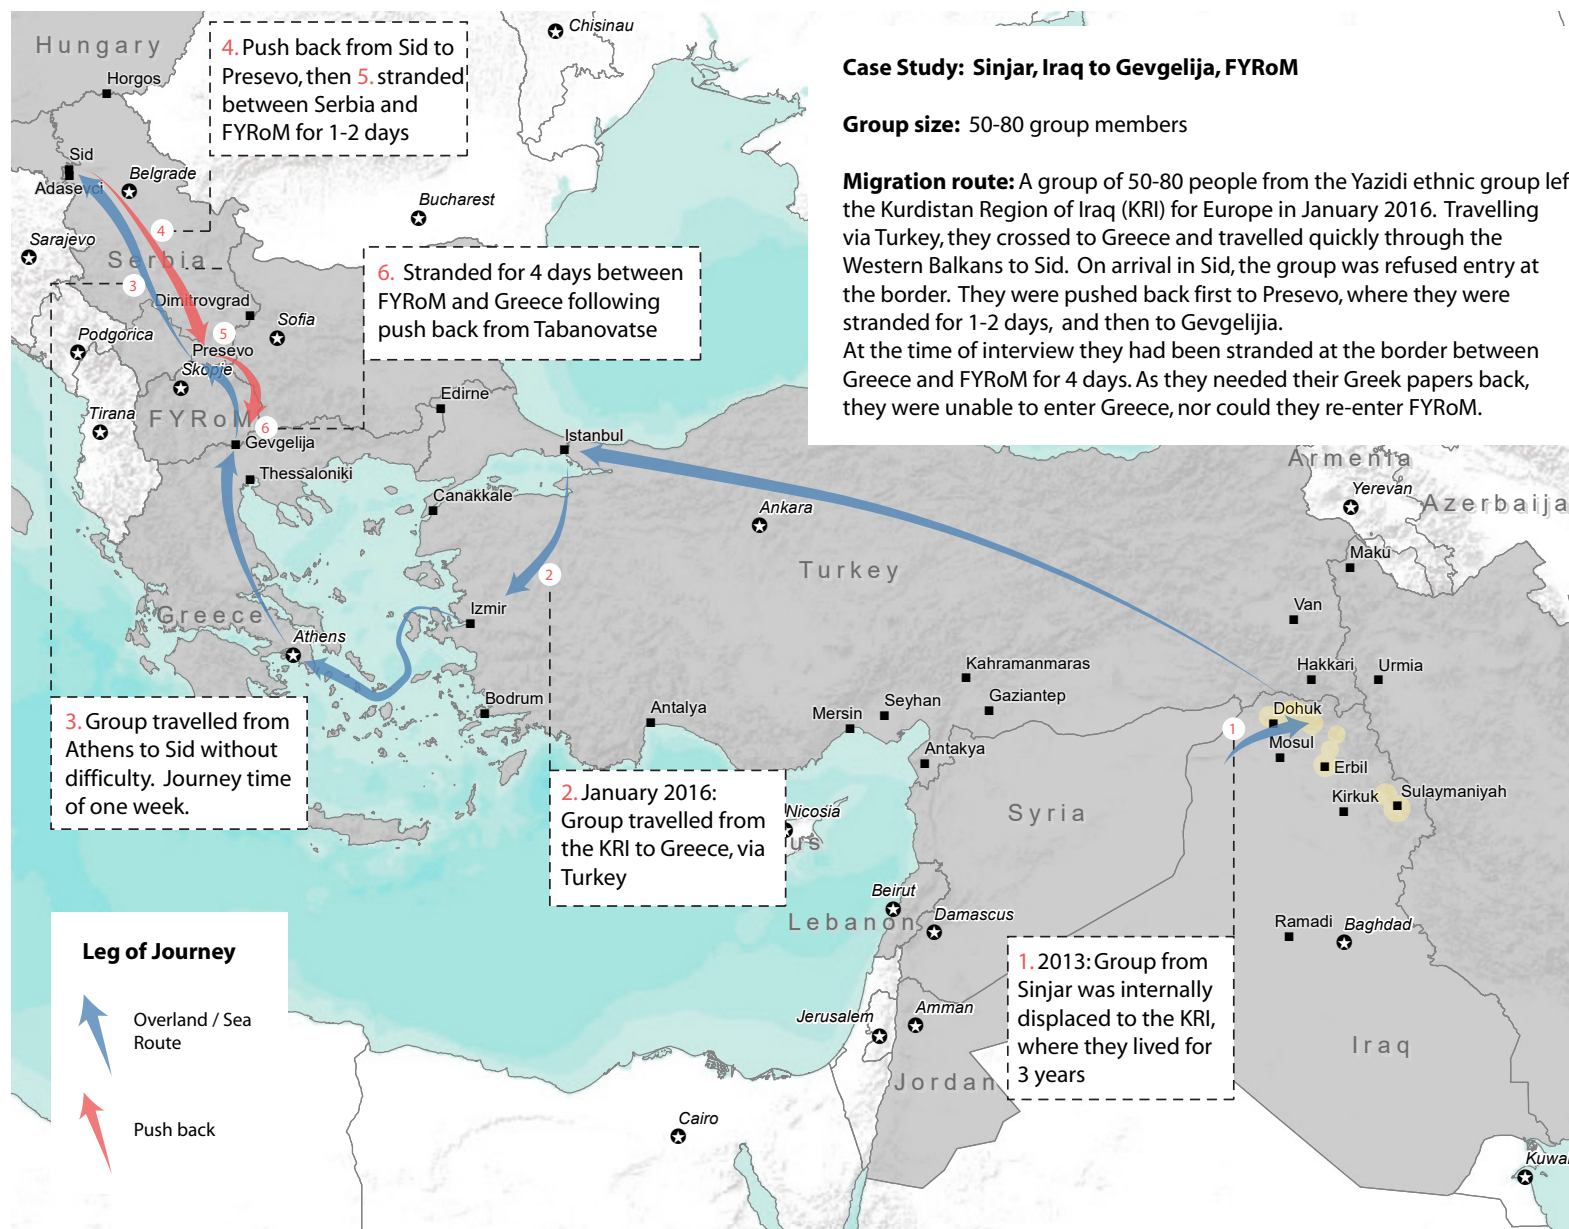 Case Study: Sinjar, Iraq to Gevgelija, FYRoM
Group size: 50-80 group members
Migration route: A group of 50-80 people from the Yazidi ethnic group lef
the Kurdistan Region of Iraq (KRI) for Europe in January 2016. Travelling
via Turkey, they crossed to Greece and travelled quickly through the
Western Balkans to Sid. On arrival in Sid, the group was refused entry at
the border. They were pushed back first to Presevo, where they were
stranded for 1-2 days, and then to Gevgelijia.
At the time of interview they had been stranded at the border between
Greece and FYRoM for 4 days. As they needed their Greek papers back,
they were unable to enter Greece, nor could they re-enter FYRoM.
4. Push back from Sid to
Presevo, then 5. stranded
between Serbia and
FYRoM for 1-2 days
6. Stranded for 4 days between
FYRoM and Greece following
push back from Tabanovatse
3. Group travelled from
Athens to Sid without
difficulty. Journey time
of one week.
2. January 2016:
Group travelled from
the KRI to Greece, via
Turkey
1. 2013: Group from
Sinjar was internally
displaced to the KRI,
where they lived for
3 years
Leg of Journey
Overland / Sea
Route
Push back
Hungary
Horgos
Chisinau
Sid
Adasevci
Belgrade
Bucharest
Sarajevo
4
Serbia
3
Dimitrovgrad
Sofia
5
Podgorica
Presevo
Skopje
Tirana
FYRoM
6
Gevgelija
Thessaloniki
Edirne
Istanbul
Canakkale
Ankara
Turkey
2
Izmir
Greece
Athens
Bodrum
Antalya
Mersin
Seyhan
Kahramanmaras
Gaziantep
Antakya
Armenia
Yerevan
Azerbaija
Maku
Van
Hakkari
Urmia
Dohuk
1
Mosul
Erbil
Kirkuk
Sulaymaniyah
Syria
Nicosia
us
Beirut
Lebanon
Damascus
Ramadi
Baghdad
Jerusalem
Amman
Jordan
Iraq
Cairo
Kuwai